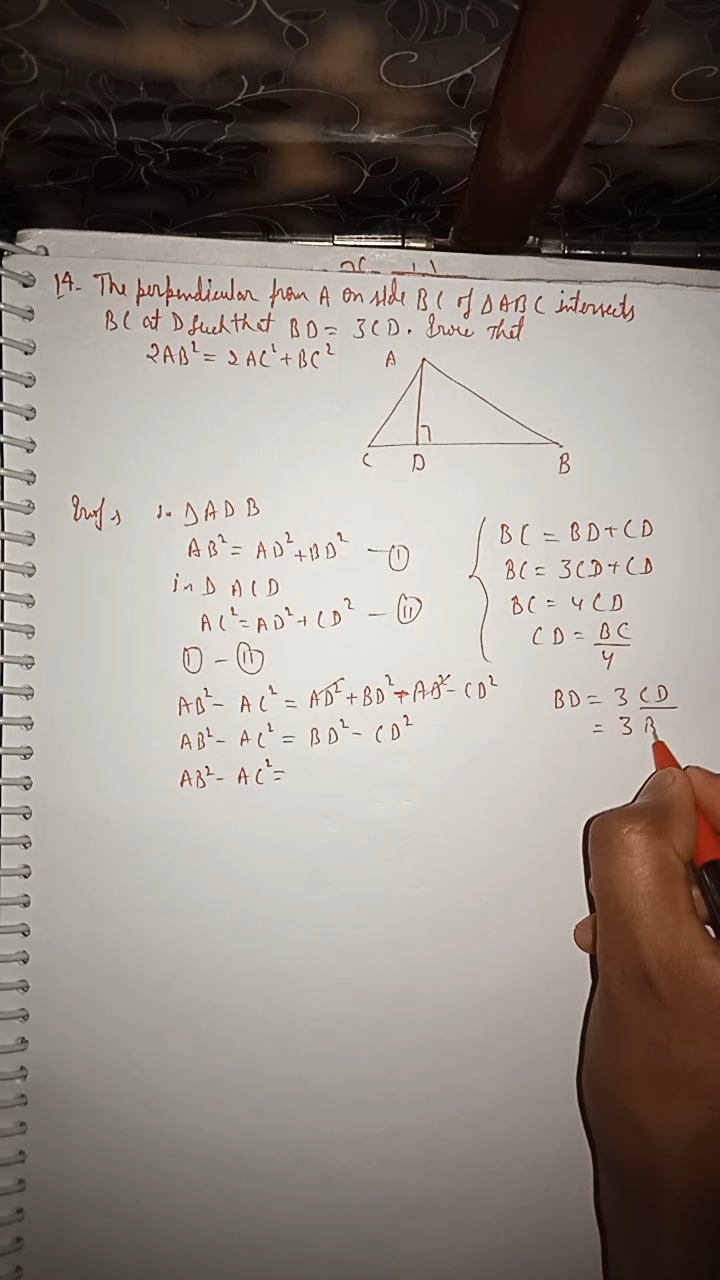 14. The perpendicular from A on side BC of ΔABC intersects
BC at D such that BD = 3CD. Prove that
2AB² = 2AC² + BC²
A
C D B
Proof in ΔADB
AB² = AD² + BD² — (I)
in Δ ACD
AC² = AD² + CD² — (II)
(I) - (II)
AB² - AC² = AD² + BD² - AD² - CD²
AB² - AC² = BD² - CD²
AB² - AC² =
BC = BD + CD
BC = 3CD + CD
BC = 4CD
CD = BC/4
BD = 3 CD
= 3 B